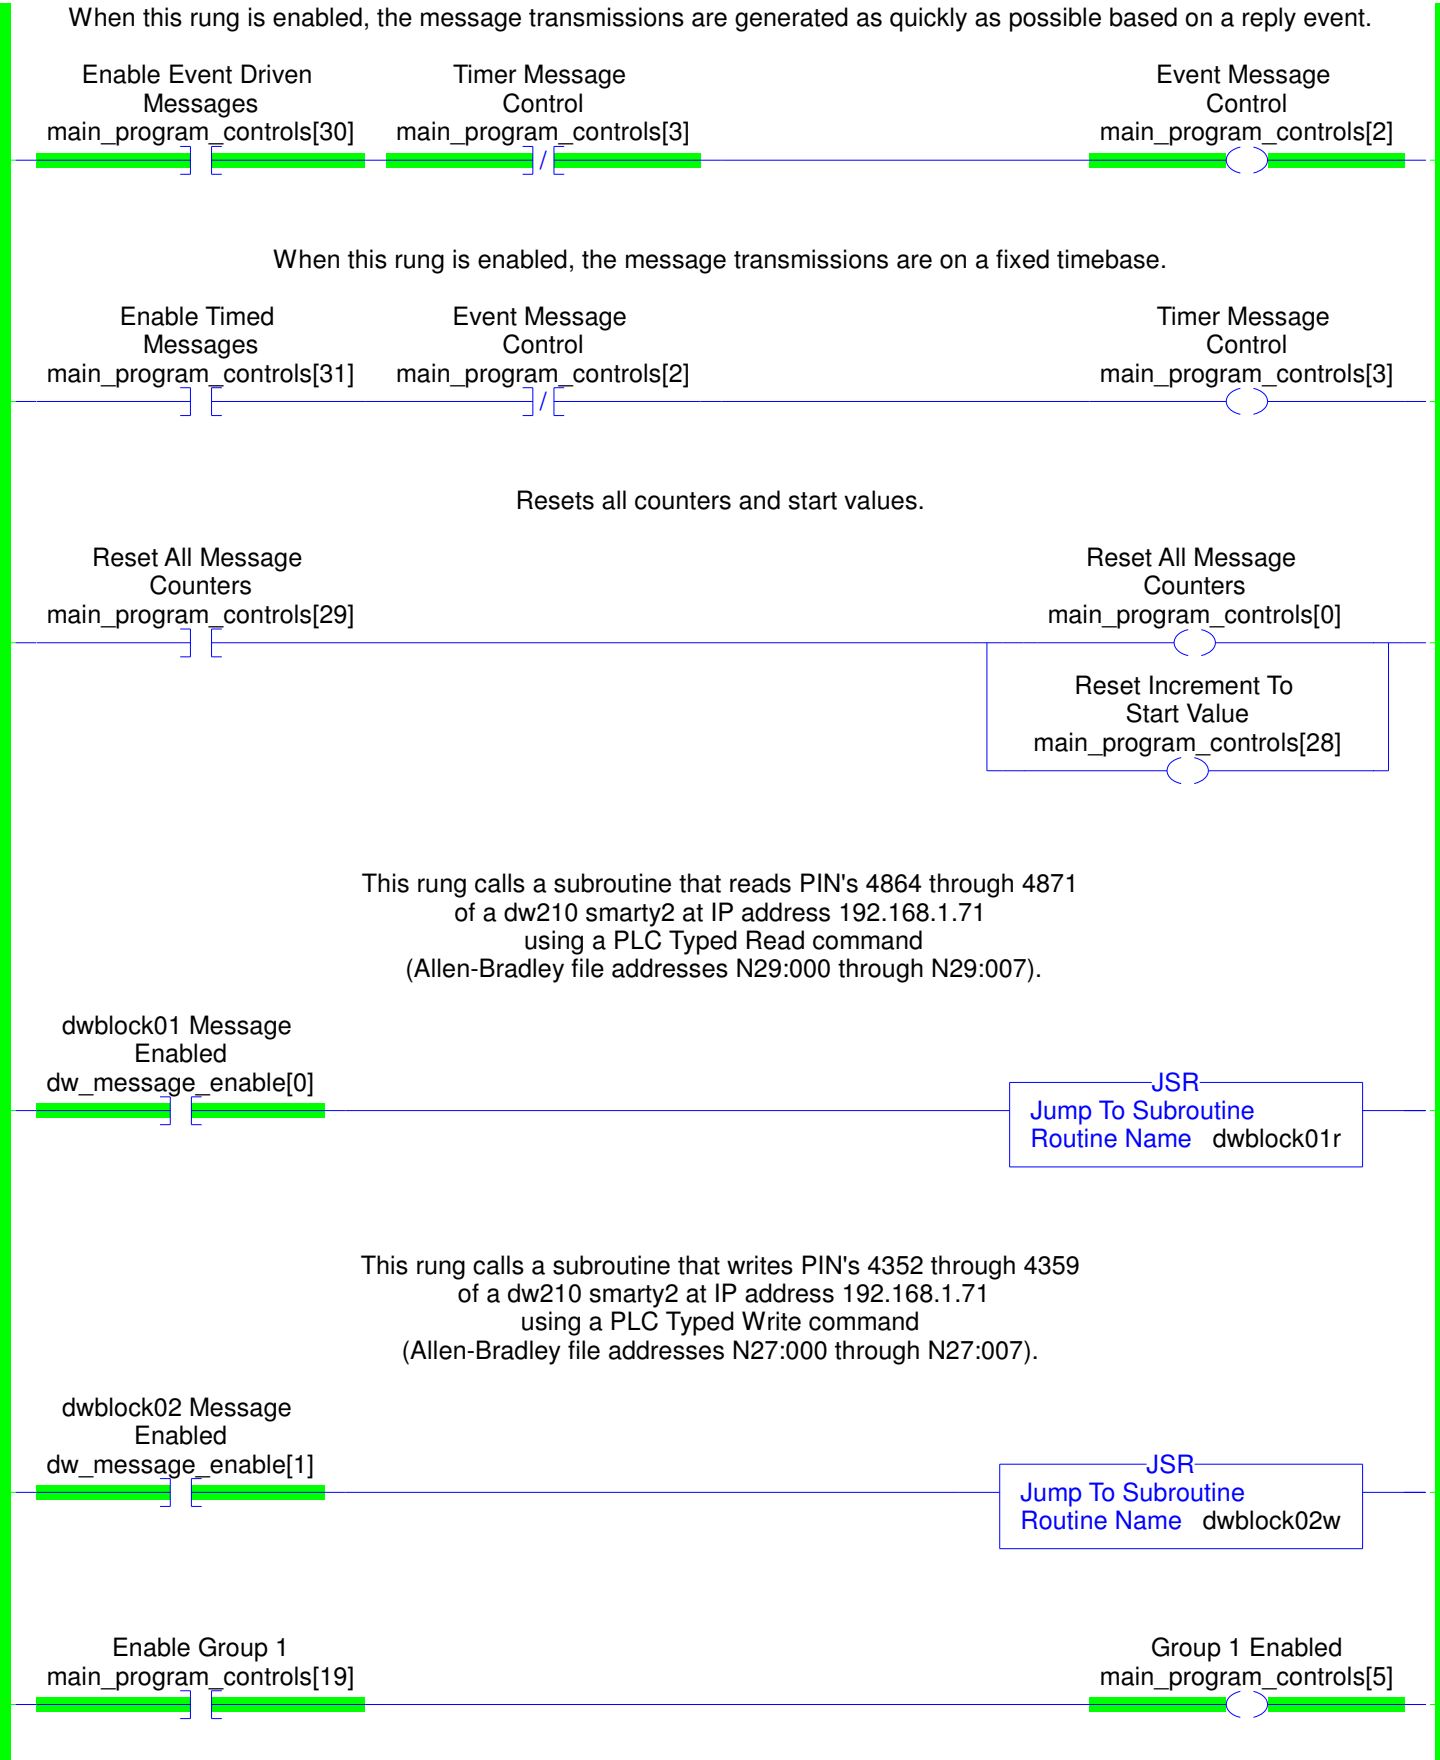 When this rung is enabled, the message transmissions are generated as quickly as possible based on a reply event.
Enable Event Driven
Messages
main_program_controls[30]
Timer Message
Control
main_program_controls[3]
/
Event Message
Control
main_program_controls[2]
When this rung is enabled, the message transmissions are on a fixed timebase.
Enable Timed
Messages
main_program_controls[31]
Event Message
Control
main_program_controls[2]
/
Timer Message
Control
main_program_controls[3]
Resets all counters and start values.
Reset All Message
Counters
main_program_controls[29]
Reset All Message
Counters
main_program_controls[0]
Reset Increment To
Start Value
main_program_controls[28]
This rung calls a subroutine that reads PIN's 4864 through 4871
of a dw210 smarty2 at IP address 192.168.1.71
using a PLC Typed Read command
(Allen-Bradley file addresses N29:000 through N29:007).
dwblock01 Message
Enabled
dw_message_enable[0]
JSR
Jump To Subroutine
Routine Name dwblock01r
This rung calls a subroutine that writes PIN's 4352 through 4359
of a dw210 smarty2 at IP address 192.168.1.71
using a PLC Typed Write command
(Allen-Bradley file addresses N27:000 through N27:007).
dwblock02 Message
Enabled
dw_message_enable[1]
JSR
Jump To Subroutine
Routine Name dwblock02w
Enable Group 1
main_program_controls[19]
Group 1 Enabled
main_program_controls[5]